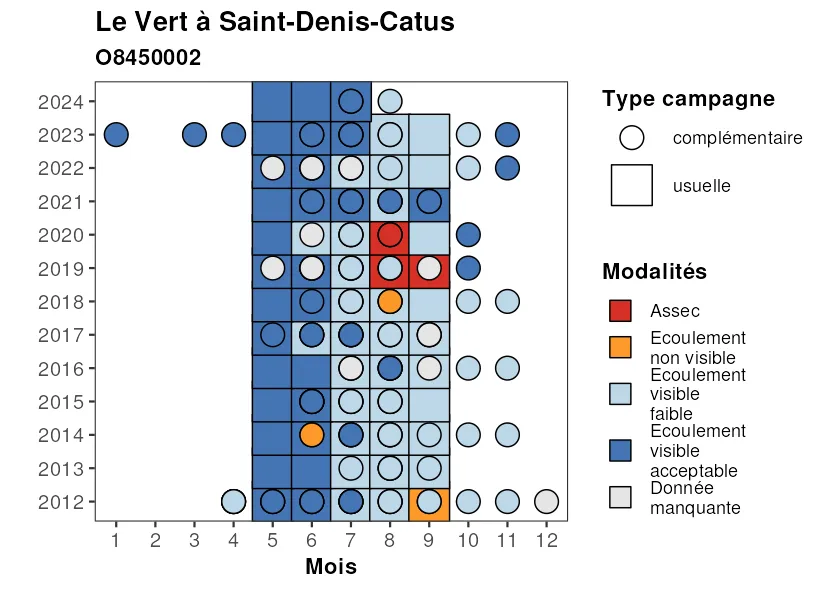 Le Vert à Saint-Denis-Catus
O8450002
2024
2023
2022
2021
2020
2019
2018
2017
2016
2015
2014
2013
2012
1 2 3 4 5 6 7 8 9 10 11 12
Mois
Type campagne
complémentaire
usuelle
Modalités
Assec
Ecoulement
non visible
Ecoulement
visible
faible
Ecoulement
visible
acceptable
Donnée
manquante